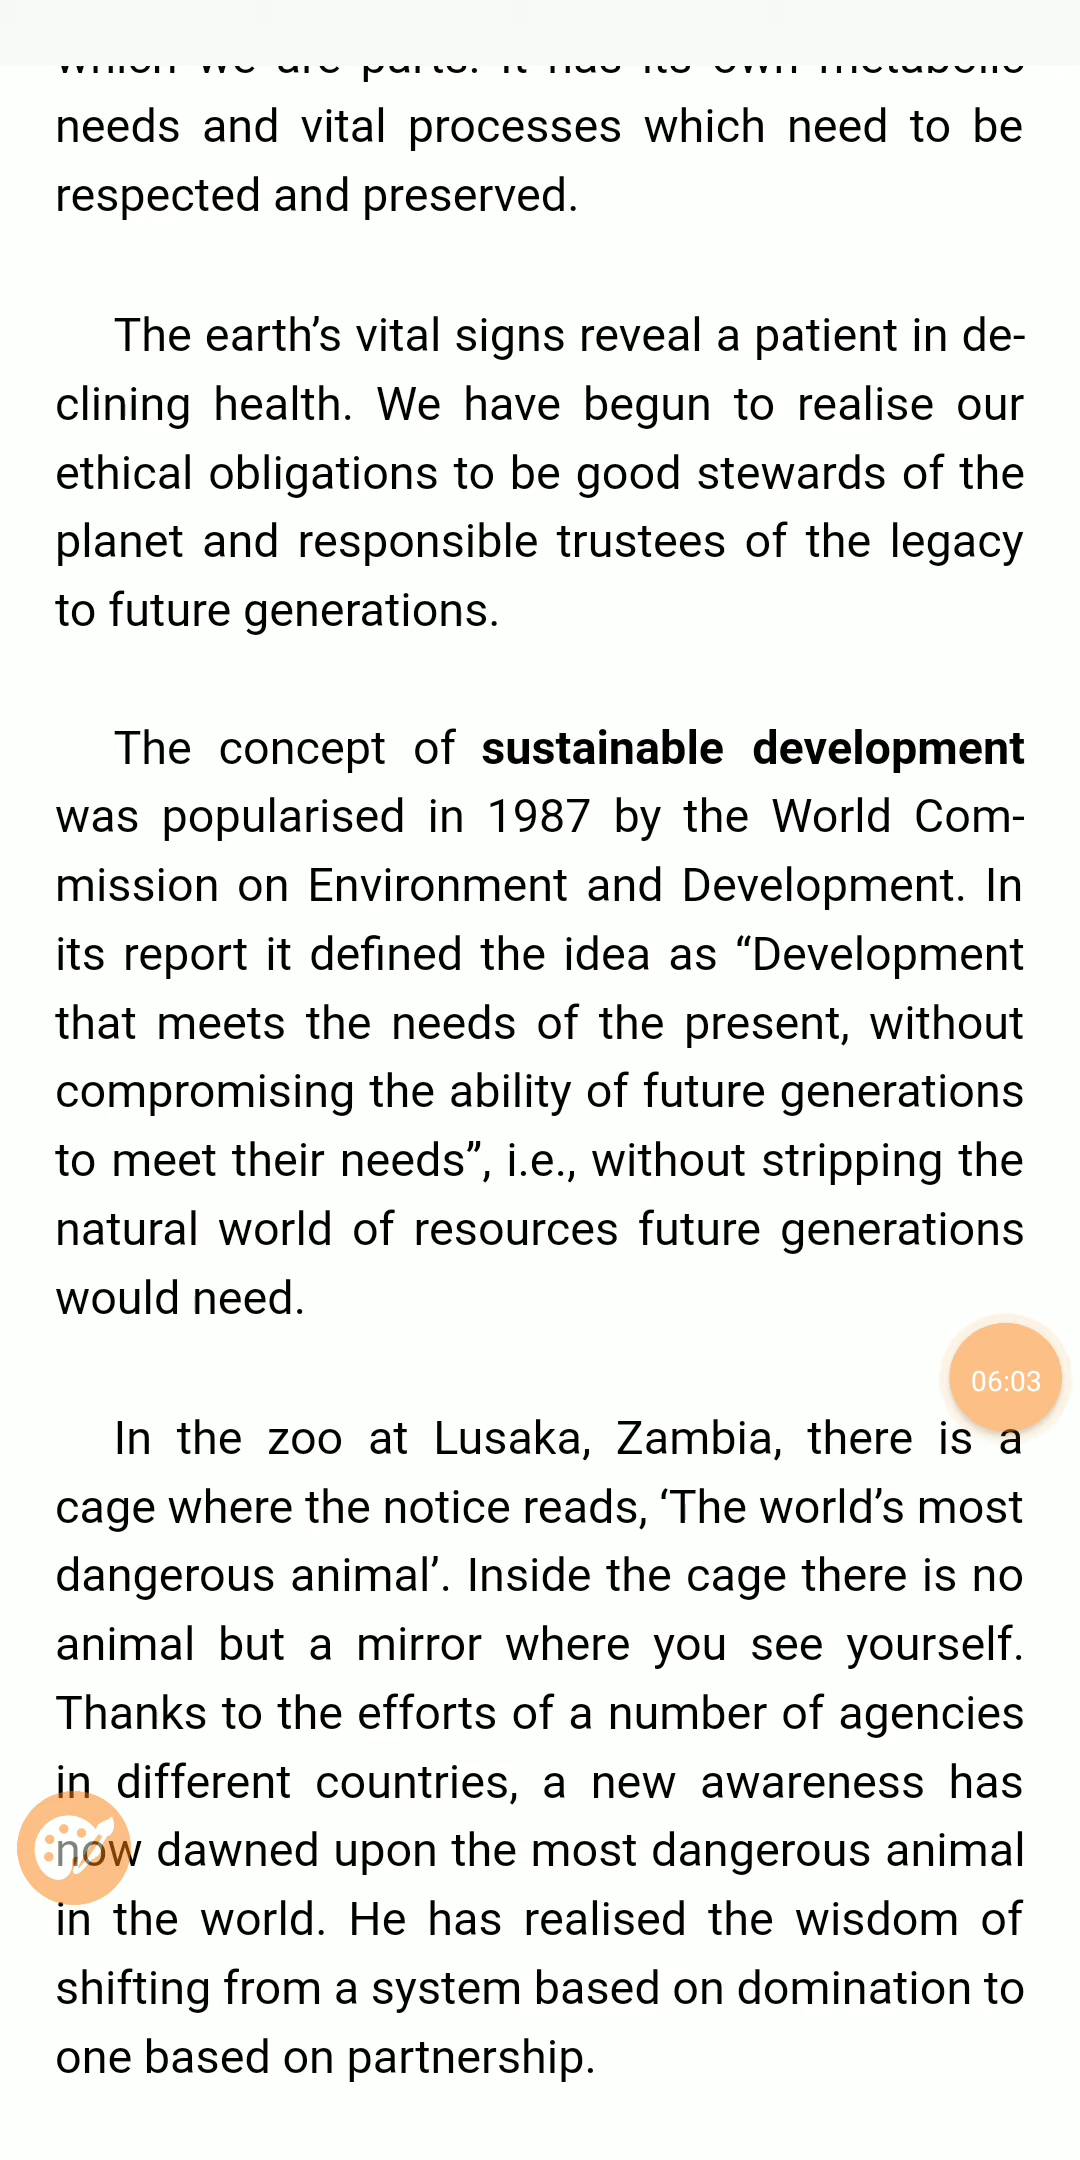 which we are parts. It has its own metabolic
needs and vital processes which need to be
respected and preserved.
The earth’s vital signs reveal a patient in de-
clining health. We have begun to realise our
ethical obligations to be good stewards of the
planet and responsible trustees of the legacy
to future generations.
The concept of sustainable development
was popularised in 1987 by the World Com-
mission on Environment and Development. In
its report it defined the idea as “Development
that meets the needs of the present, without
compromising the ability of future generations
to meet their needs”, i.e., without stripping the
natural world of resources future generations
would need.
06:03
In the zoo at Lusaka, Zambia, there is a
cage where the notice reads, ‘The world’s most
dangerous animal’. Inside the cage there is no
animal but a mirror where you see yourself.
Thanks to the efforts of a number of agencies
in different countries, a new awareness has
now dawned upon the most dangerous animal
in the world. He has realised the wisdom of
shifting from a system based on domination to
one based on partnership.